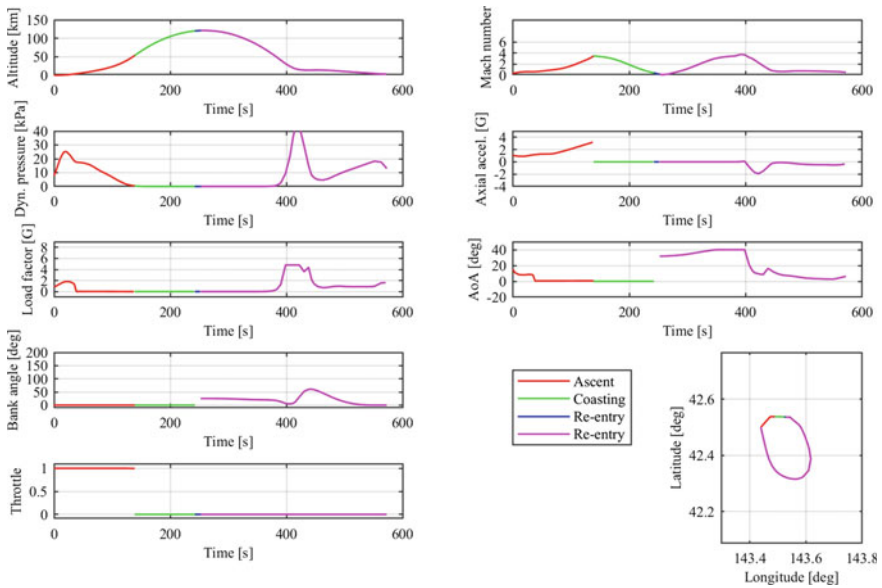 Altitude [km]
150
100
50
0
0 200 400 600
Time [s]
Mach number
6
4
2
0
0 200 400 600
Time [s]
Dyn. pressure [kPa]
40
30
20
10
0
0 200 400 600
Time [s]
Axial accel. [G]
4
2
0
-2
-4
0 200 400 600
Time [s]
Load factor [G]
8
6
4
2
0
0 200 400 600
Time [s]
AoA [deg]
40
20
0
-20
0 200 400 600
Time [s]
Bank angle [deg]
200
150
100
50
0
0 200 400 600
Time [s]
Ascent
Coasting
Re-entry
Re-entry
Latitude [deg]
42.6
42.4
42.2
143.4 143.6 143.8
Longitude [deg]
Throttle
1
0.5
0
0 200 400 600
Time [s]